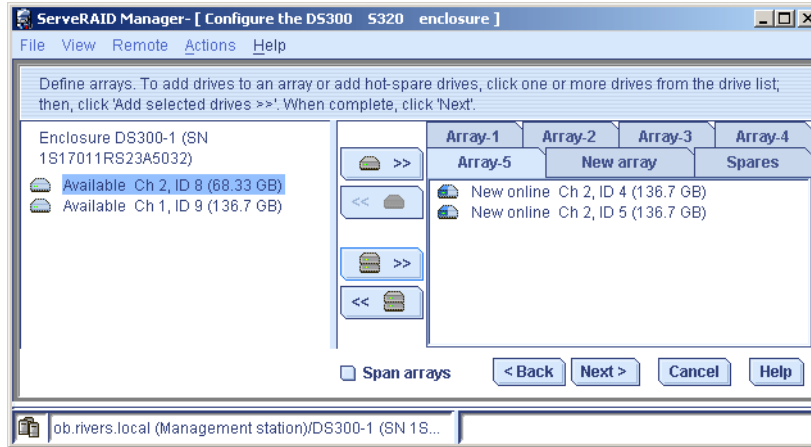 ServeRAID Manager- [ Configure the DS300 5320 enclosure ]
File View Remote Actions Help
Define arrays. To add drives to an array or add hot-spare drives, click one or more drives from the drive list;
then, click 'Add selected drives >>'. When complete, click 'Next'.
Enclosure DS300-1 (SN
1S17011RS23A5032)
Available Ch 2, ID 8 (68.33 GB)
Available Ch 1, ID 9 (136.7 GB)
>>
<<
>>
<<
Array-1 Array-2 Array-3 Array-4
Array-5 New array Spares
New online Ch 2, ID 4 (136.7 GB)
New online Ch 2, ID 5 (136.7 GB)
Span arrays
< Back Next > Cancel Help
ob.rivers.local (Management station)/DS300-1 (SN 1S...